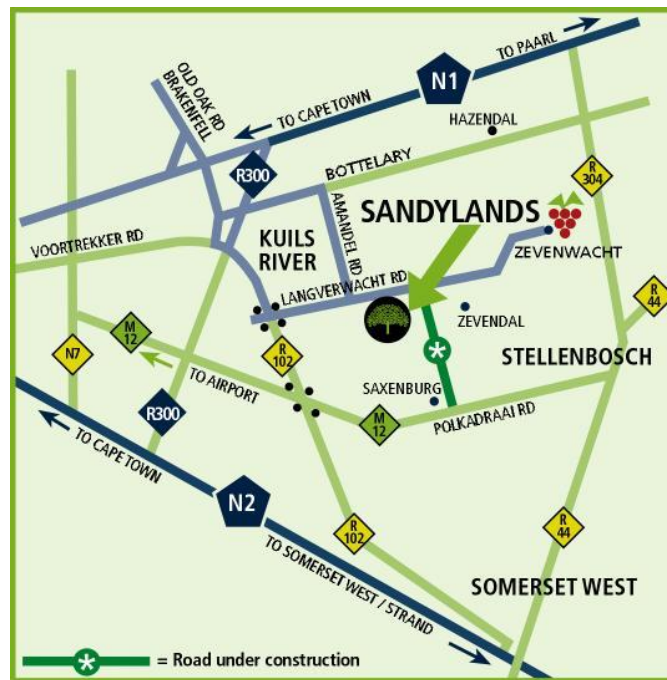 TO PAARL
N1
OLD OAK RD
BRAKENFELL
TO CAPE TOWN
HAZENDAL
R300
BOTTELARY
R
304
AMANDEL RD
SANDYLANDS
VOORTREKKER RD
KUILS
RIVER
ZEVENWACHT
LANGVERWACHT RD
R
44
ZEVENDAL
M
12
N7
R
102
*
STELLENBOSCH
TO AIRPORT
SAXENBURG
R300
M
12
POLKADRAAI RD
TO CAPE TOWN
N2
R
102
R
44
TO SOMERSET WEST / STRAND
SOMERSET WEST
* = Road under construction